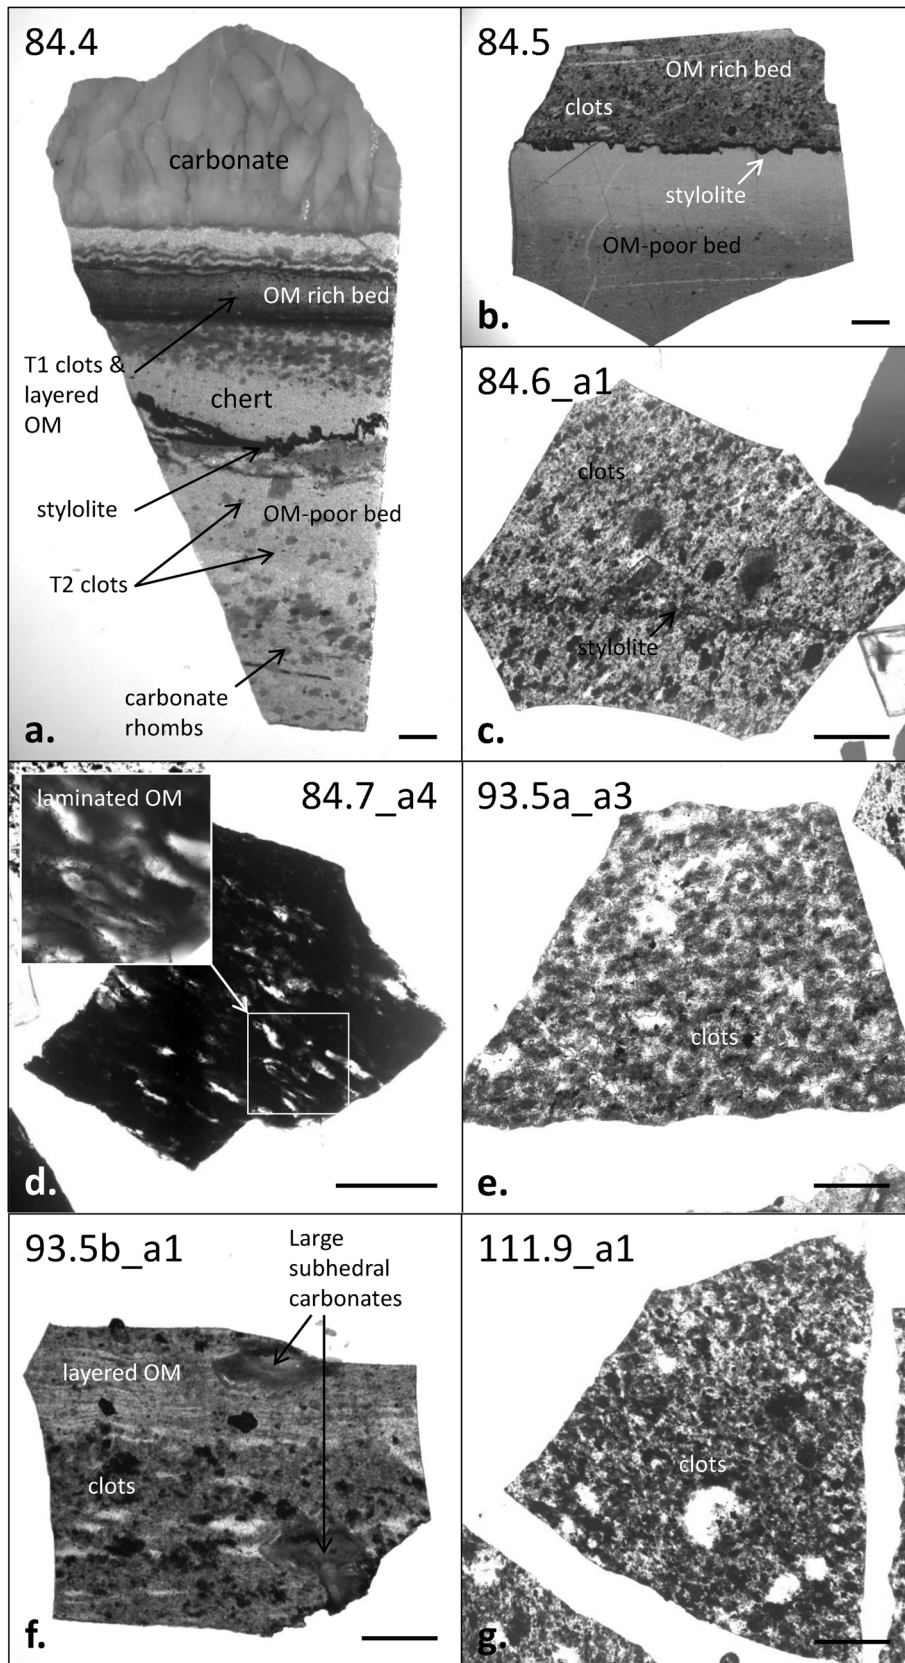 84.4
carbonate
OM rich bed
T1 clots &
layered
OM
chert
stylolite
OM-poor bed
T2 clots
carbonate
rhombs
a.
84.5
OM rich bed
clots
stylolite
OM-poor bed
b.
84.6_a1
clots
stylolite
c.
laminated OM
84.7_a4
d.
93.5a_a3
clots
e.
93.5b_a1
Large
subhedral
carbonates
layered OM
clots
f.
111.9_a1
clots
g.